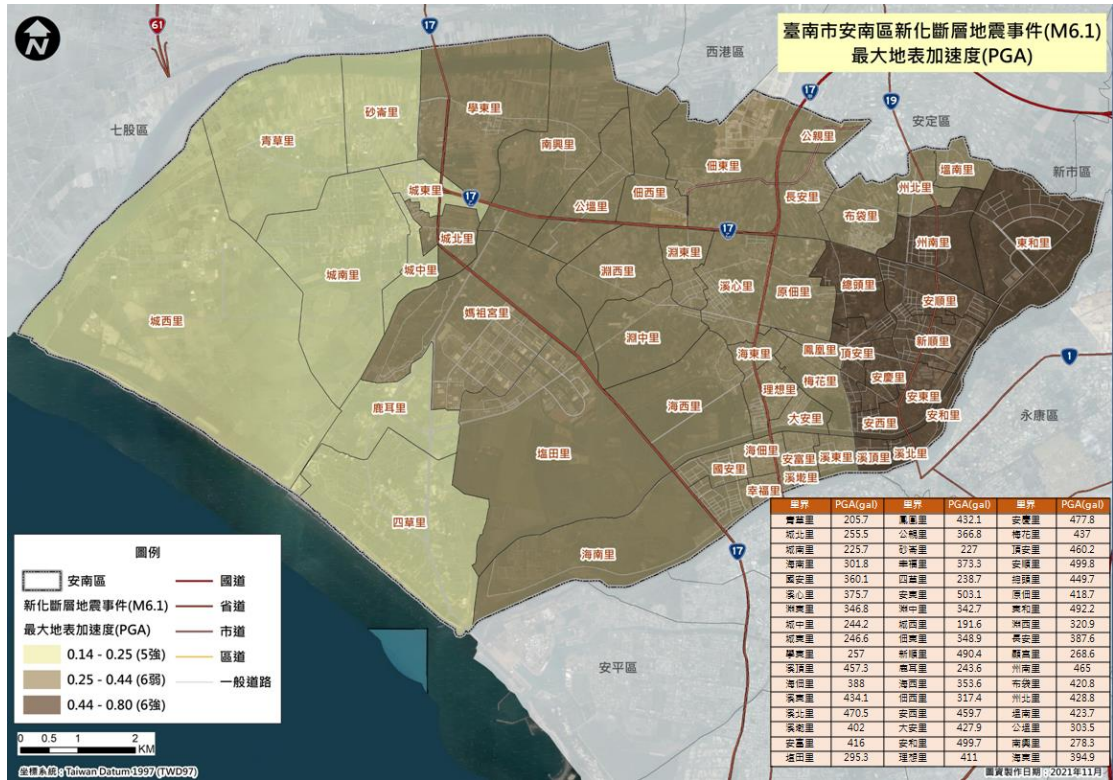 臺南市安南區新化斷層地震事件(M6.1)
最大地表加速度(PGA)
N
61
17
西港區
17
19
安定區
七股區
新市區
砂崙里
學東里
公親里
青草里
南興里
佃東里
塭南里
城東里
17
佃西里
長安里
州北里
公塭里
布袋里
城北里
17
州南里
東和里
淵東里
城南里
城中里
淵西里
溪心里
原佃里
總頭里
安順里
城西里
媽祖宮里
淵中里
新順里
海東里
鳳凰里
頂安里
1
理想里
梅花里
安慶里
鹿耳里
海西里
安東里
大安里
安西里
安和里
永康區
塩田里
海佃里
國安里
安富里
溪東里
溪頂里
溪北里
溪墘里
幸福里
四草里
海南里
17
安平區
圖例
安南區
國道
新化斷層地震事件(M6.1)
省道
最大地表加速度(PGA)
市道
0.14 - 0.25 (5強)
區道
0.25 - 0.44 (6弱)
一般道路
0.44 - 0.80 (6強)
0 0.5 1 2
KM
坐標系統 : Taiwan Datum 1997 (TWD97)
里界 PGA(gal) 里界 PGA(gal) 里界 PGA(gal)
青草里 205.7 鳳凰里 432.1 安慶里 477.8
城北里 255.5 公親里 366.8 梅花里 437
城南里 225.7 砂崙里 227 頂安里 460.2
海南里 301.8 幸福里 373.3 安順里 499.8
國安里 360.1 四草里 238.7 總頭里 449.7
溪心里 375.7 安東里 503.1 原佃里 418.7
淵東里 346.8 淵中里 342.7 東和里 492.2
城中里 244.2 城西里 191.6 淵西里 320.9
城東里 246.6 佃東里 348.9 長安里 387.6
學東里 257 新順里 490.4 顯宮里 268.6
溪頂里 457.3 鹿耳里 243.6 州南里 465
海佃里 388 海西里 353.6 布袋里 420.8
溪東里 434.1 佃西里 317.4 州北里 428.8
溪北里 470.5 安西里 459.7 塭南里 423.7
溪墘里 402 大安里 427.9 公塭里 303.5
安富里 416 安和里 499.7 南興里 278.3
塩田里 295.3 理想里 411 海東里 394.9
圖資製作日期 : 2021年11月